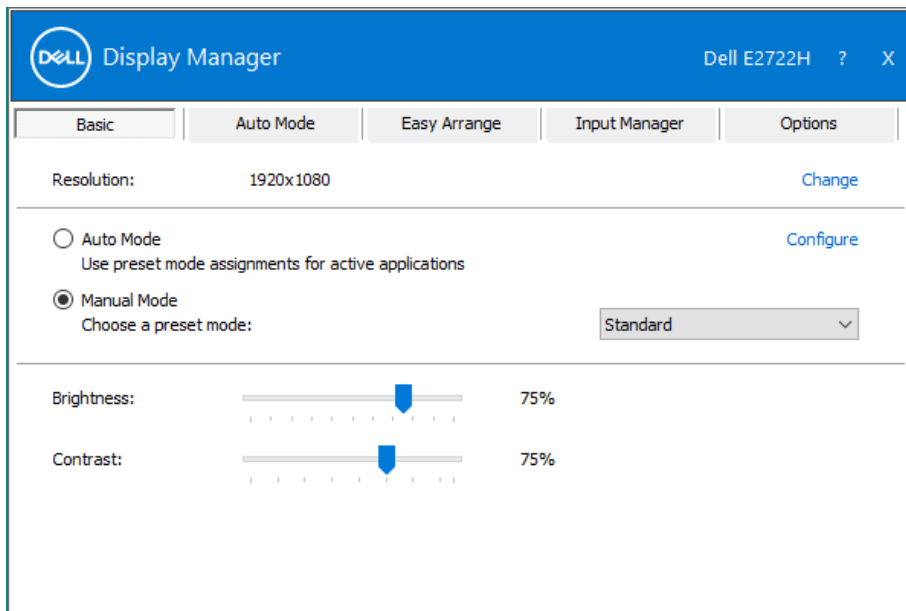 DELL Display Manager Dell E2722H ? X
Basic Auto Mode Easy Arrange Input Manager Options
Resolution: 1920x1080 Change
Auto Mode Configure
Use preset mode assignments for active applications
Manual Mode
Choose a preset mode: Standard
Brightness: 75%
Contrast: 75%